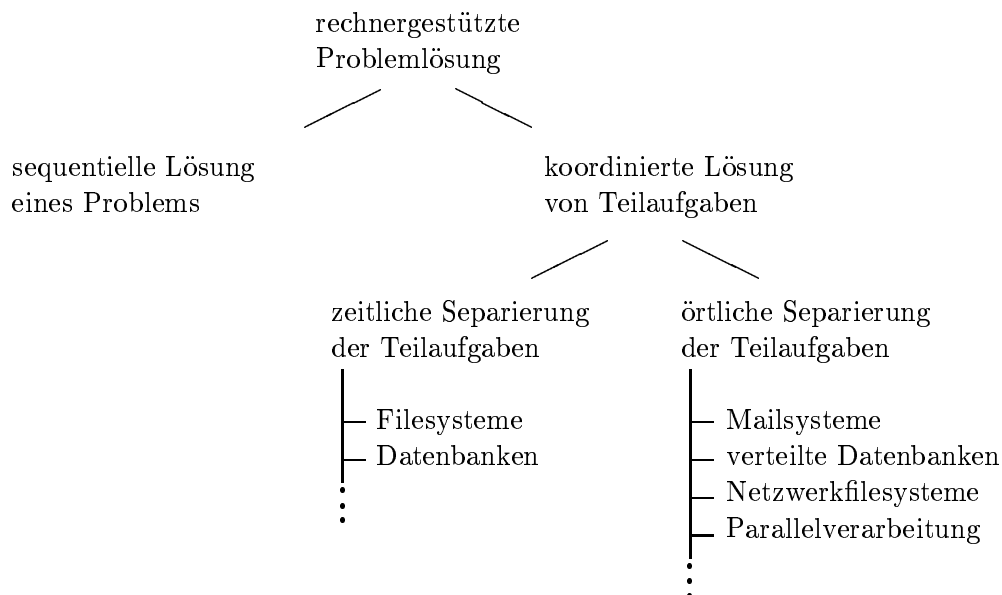 rechnergestützte
Problemlösung
sequentielle Lösung
eines Problems
koordinierte Lösung
von Teilaufgaben
zeitliche Separierung
der Teilaufgaben
Filesysteme
Datenbanken
örtliche Separierung
der Teilaufgaben
Mailsysteme
verteilte Datenbanken
Netzwerkfilesysteme
Parallelverarbeitung